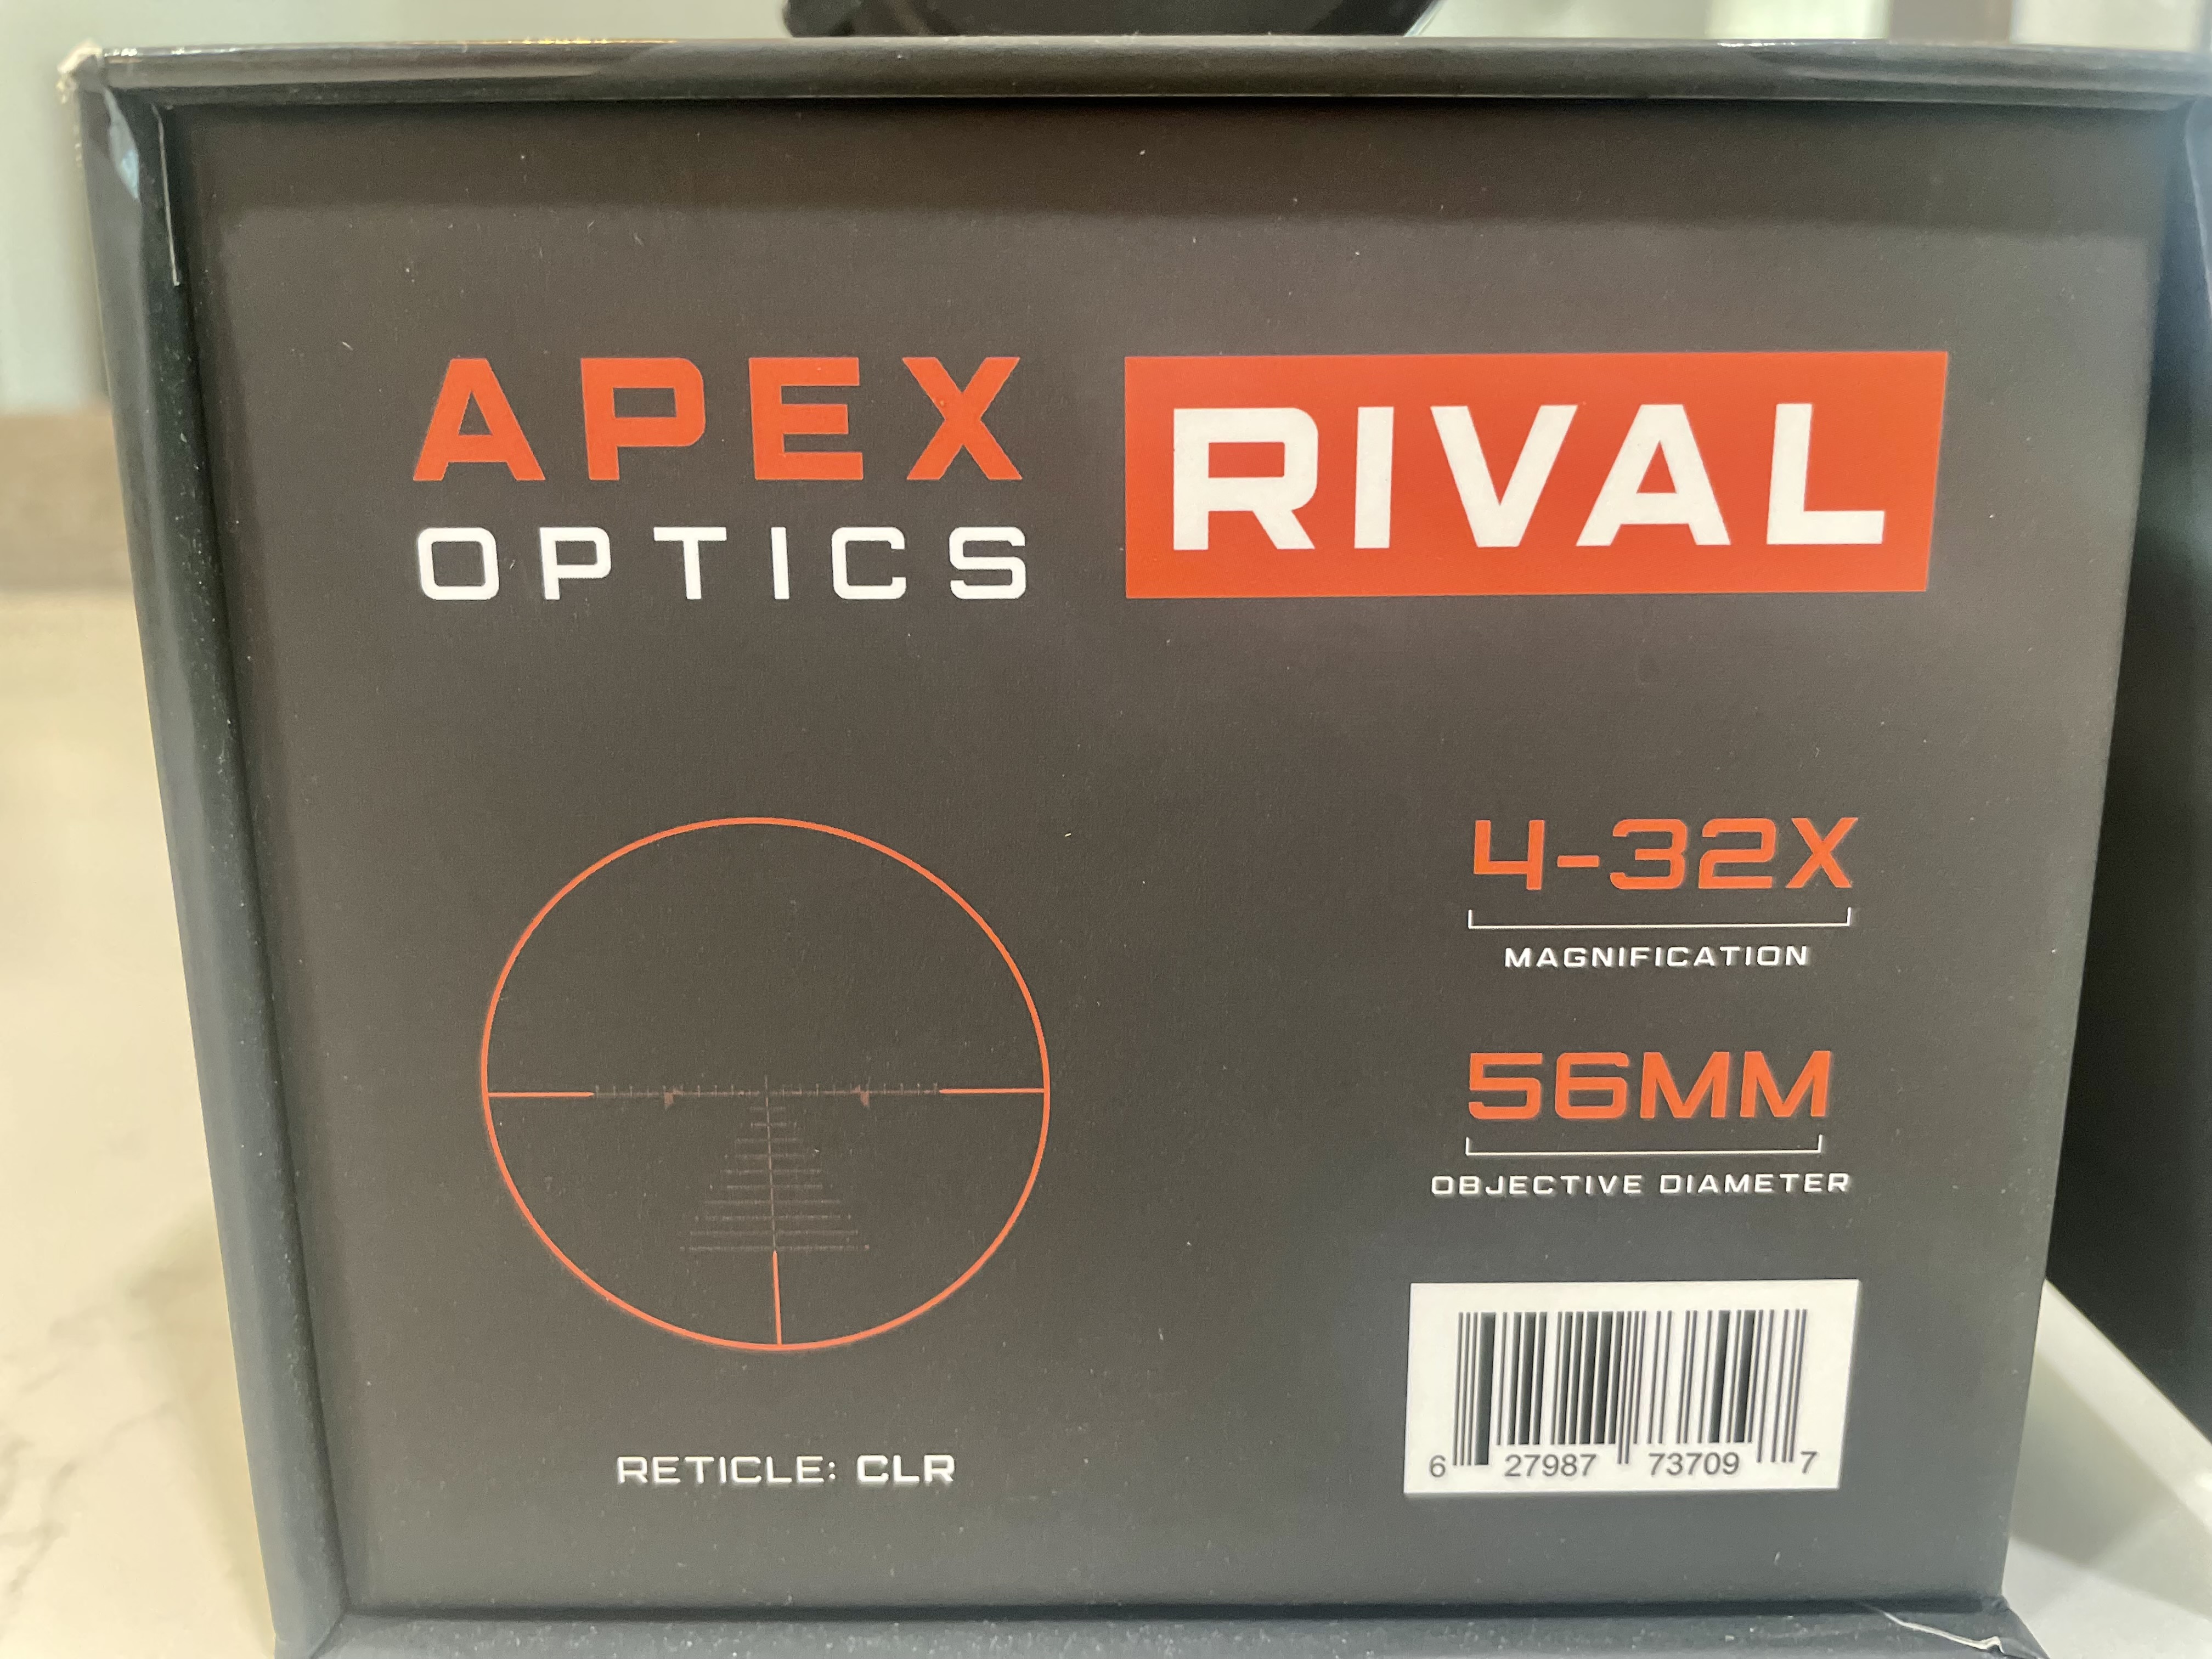 APEX
OPTICS
RIVAL
4-32X
MAGNIFICATION
56MM
OBJECTIVE DIAMETER
RETICLE: CLR
6 27987 73709 7